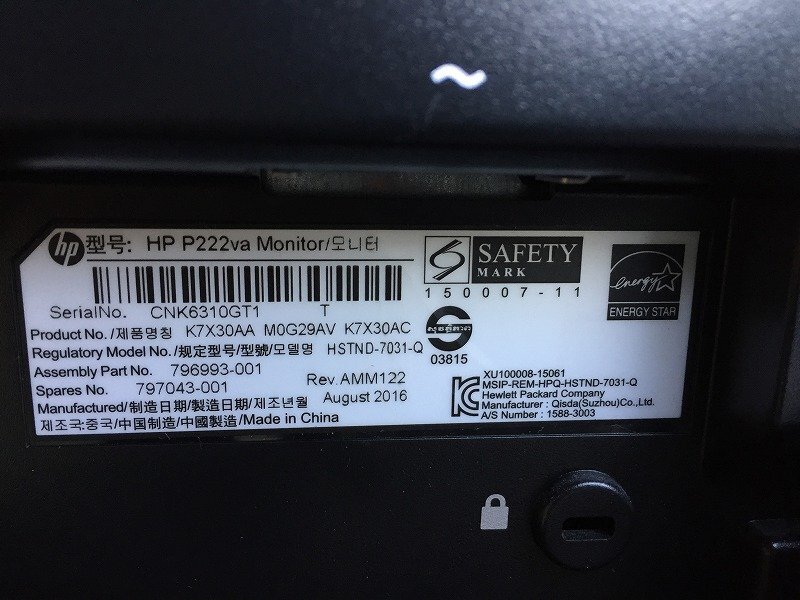 hp 型号: HP P222va Monitor/모니터
SerialNo. CNK6310GT1 T
Product No./제품명칭 K7X30AA M0G29AV K7X30AC
Regulatory Model No./规定型号/型號/모델명 HSTND-7031-Q
Assembly Part No. 796993-001
Spares No. 797043-001 Rev.AMM122
Manufactured/制造日期/製造日期/제조년월 August 2016
제조국:중국/中国制造/中國製造/Made in China
SAFETY
MARK
150007-11
03815
energy
ENERGY STAR
XU100008-15061
MSIP-REM-HPQ-HSTND-7031-Q
Hewlett Packard Company
Manufacturer : Qisda(Suzhou)Co.,Ltd.
A/S Number : 1588-3003